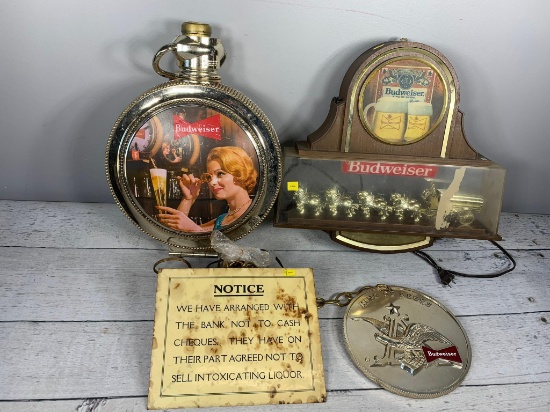 Budweiser
Budweiser
Budweiser
NOTICE
WE HAVE ARRANGED WITH
THE BANK NOT TO CASH
CHEQUES. THEY HAVE ON
THEIR PART AGREED NOT TO
SELL INTOXICATING LIQUOR.
Budweiser